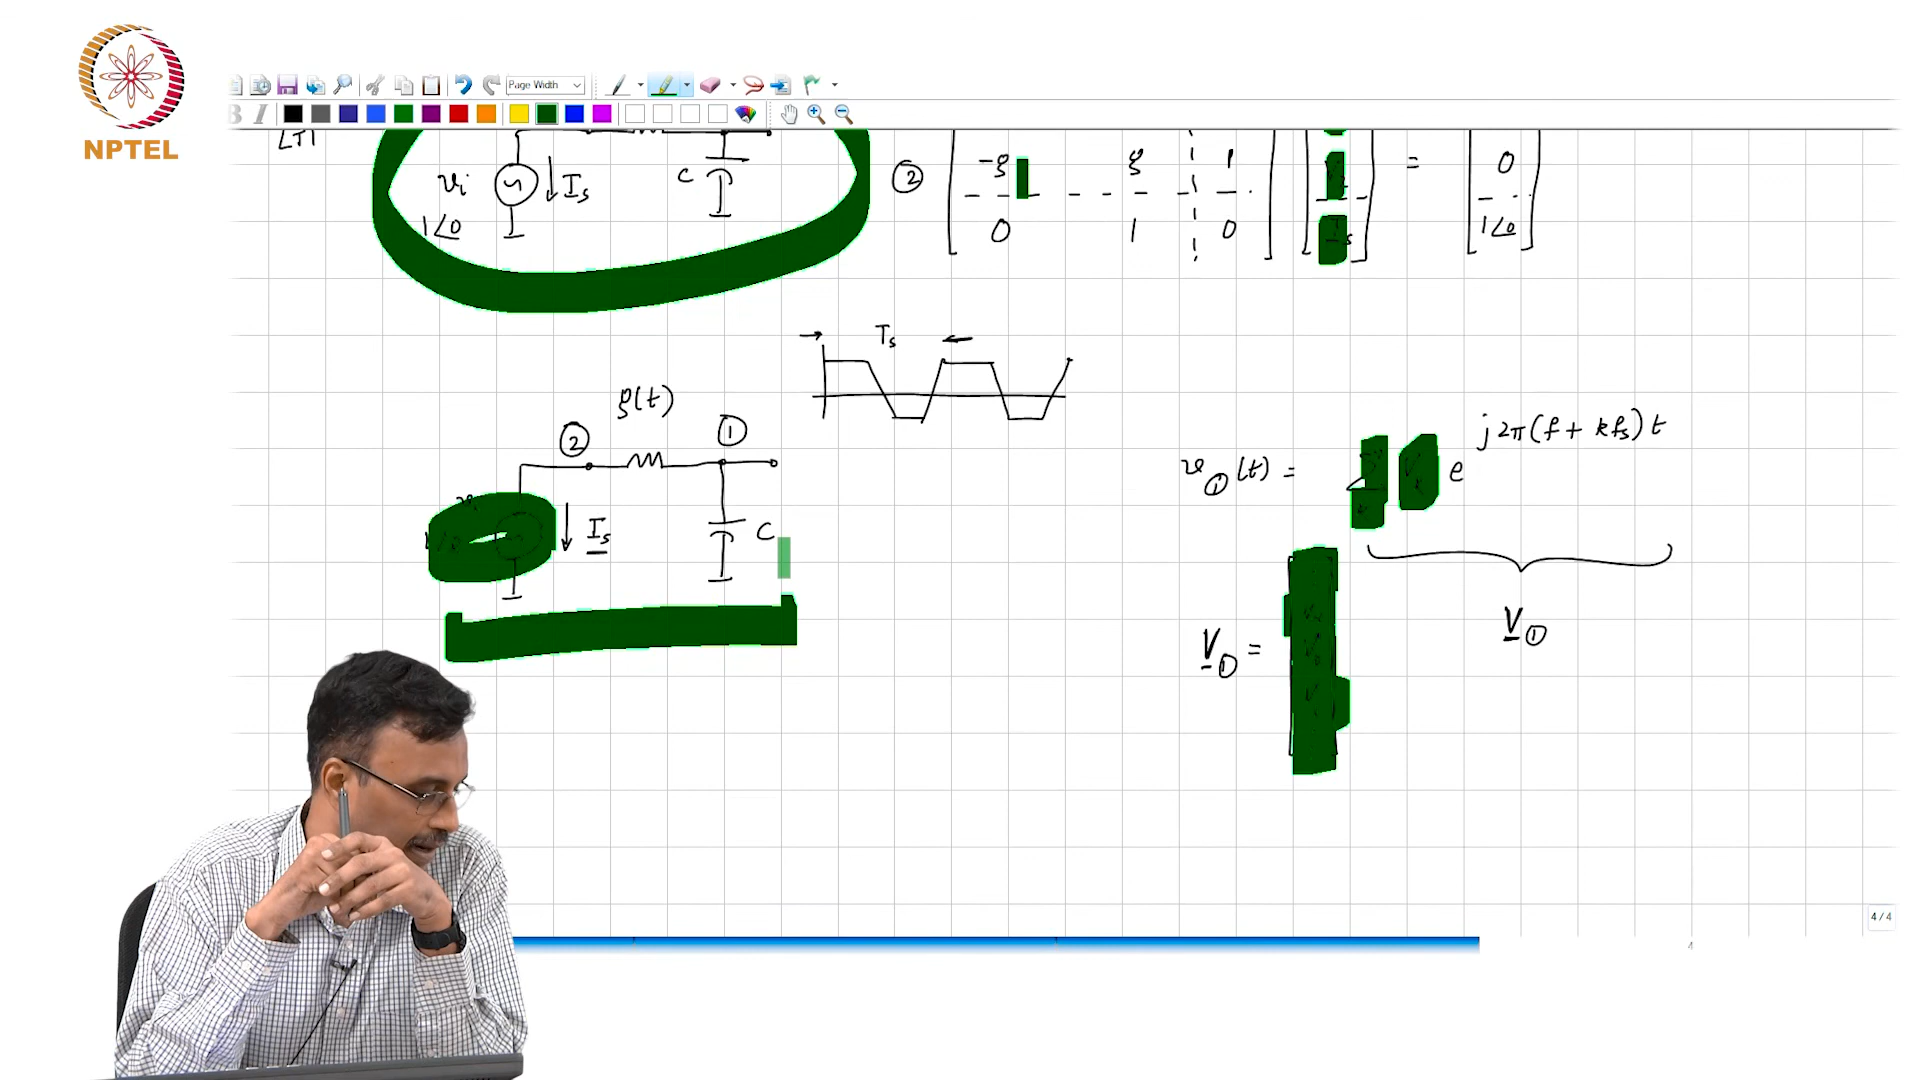 NPTEL
Page Width
LTI
vi
Is
C
1∠0
②
-g g 1
0 1 0
=
0
1∠0
Ts
g(t)
②
①
Is
C
v①(t) = e^{j2π(f + kfs)t}
V① =
V①
4 / 4
4